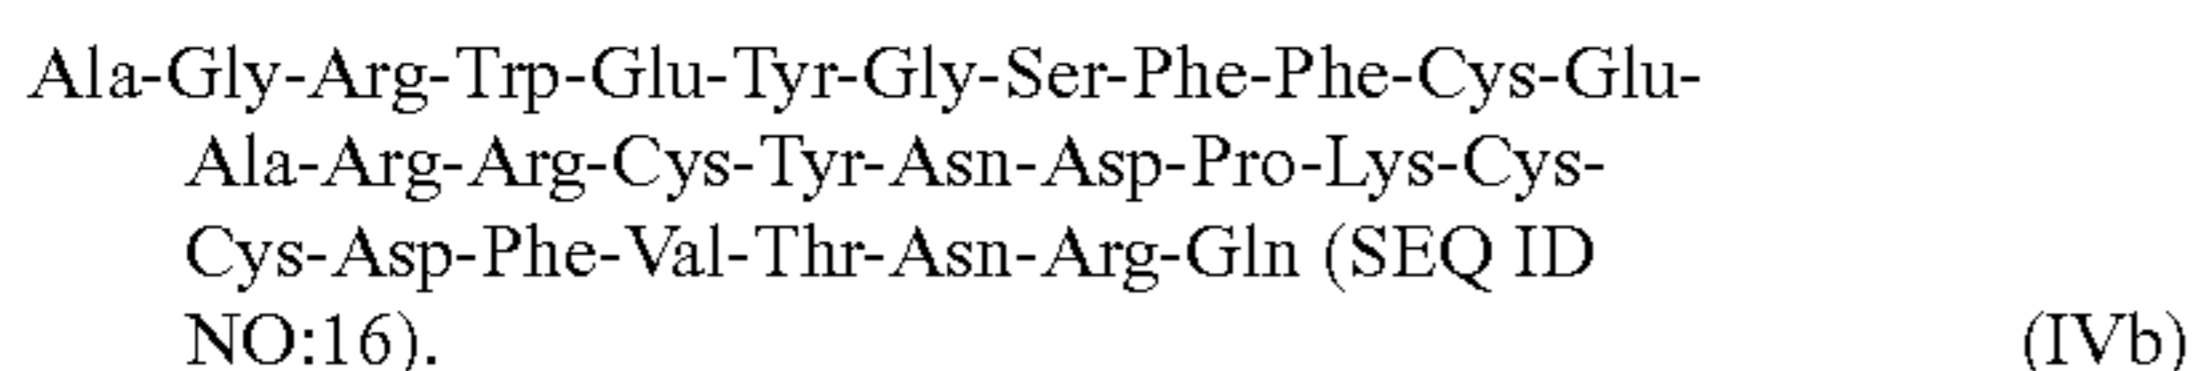 Ala-Gly-Arg-Trp-Glu-Tyr-Gly-Ser-Phe-Phe-Cys-Glu-
Ala-Arg-Arg-Cys-Tyr-Asn-Asp-Pro-Lys-Cys-
Cys-Asp-Phe-Val-Thr-Asn-Arg-Gln (SEQ ID
NO:16). (IVb)